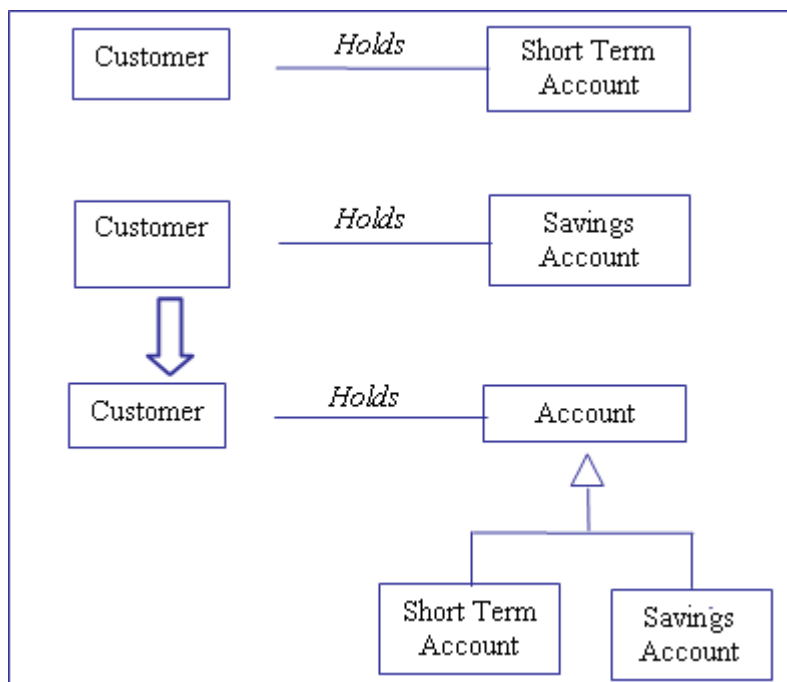 Customer
Holds
Short Term
Account
Customer
Holds
Savings
Account
Customer
Holds
Account
Short Term
Account
Savings
Account